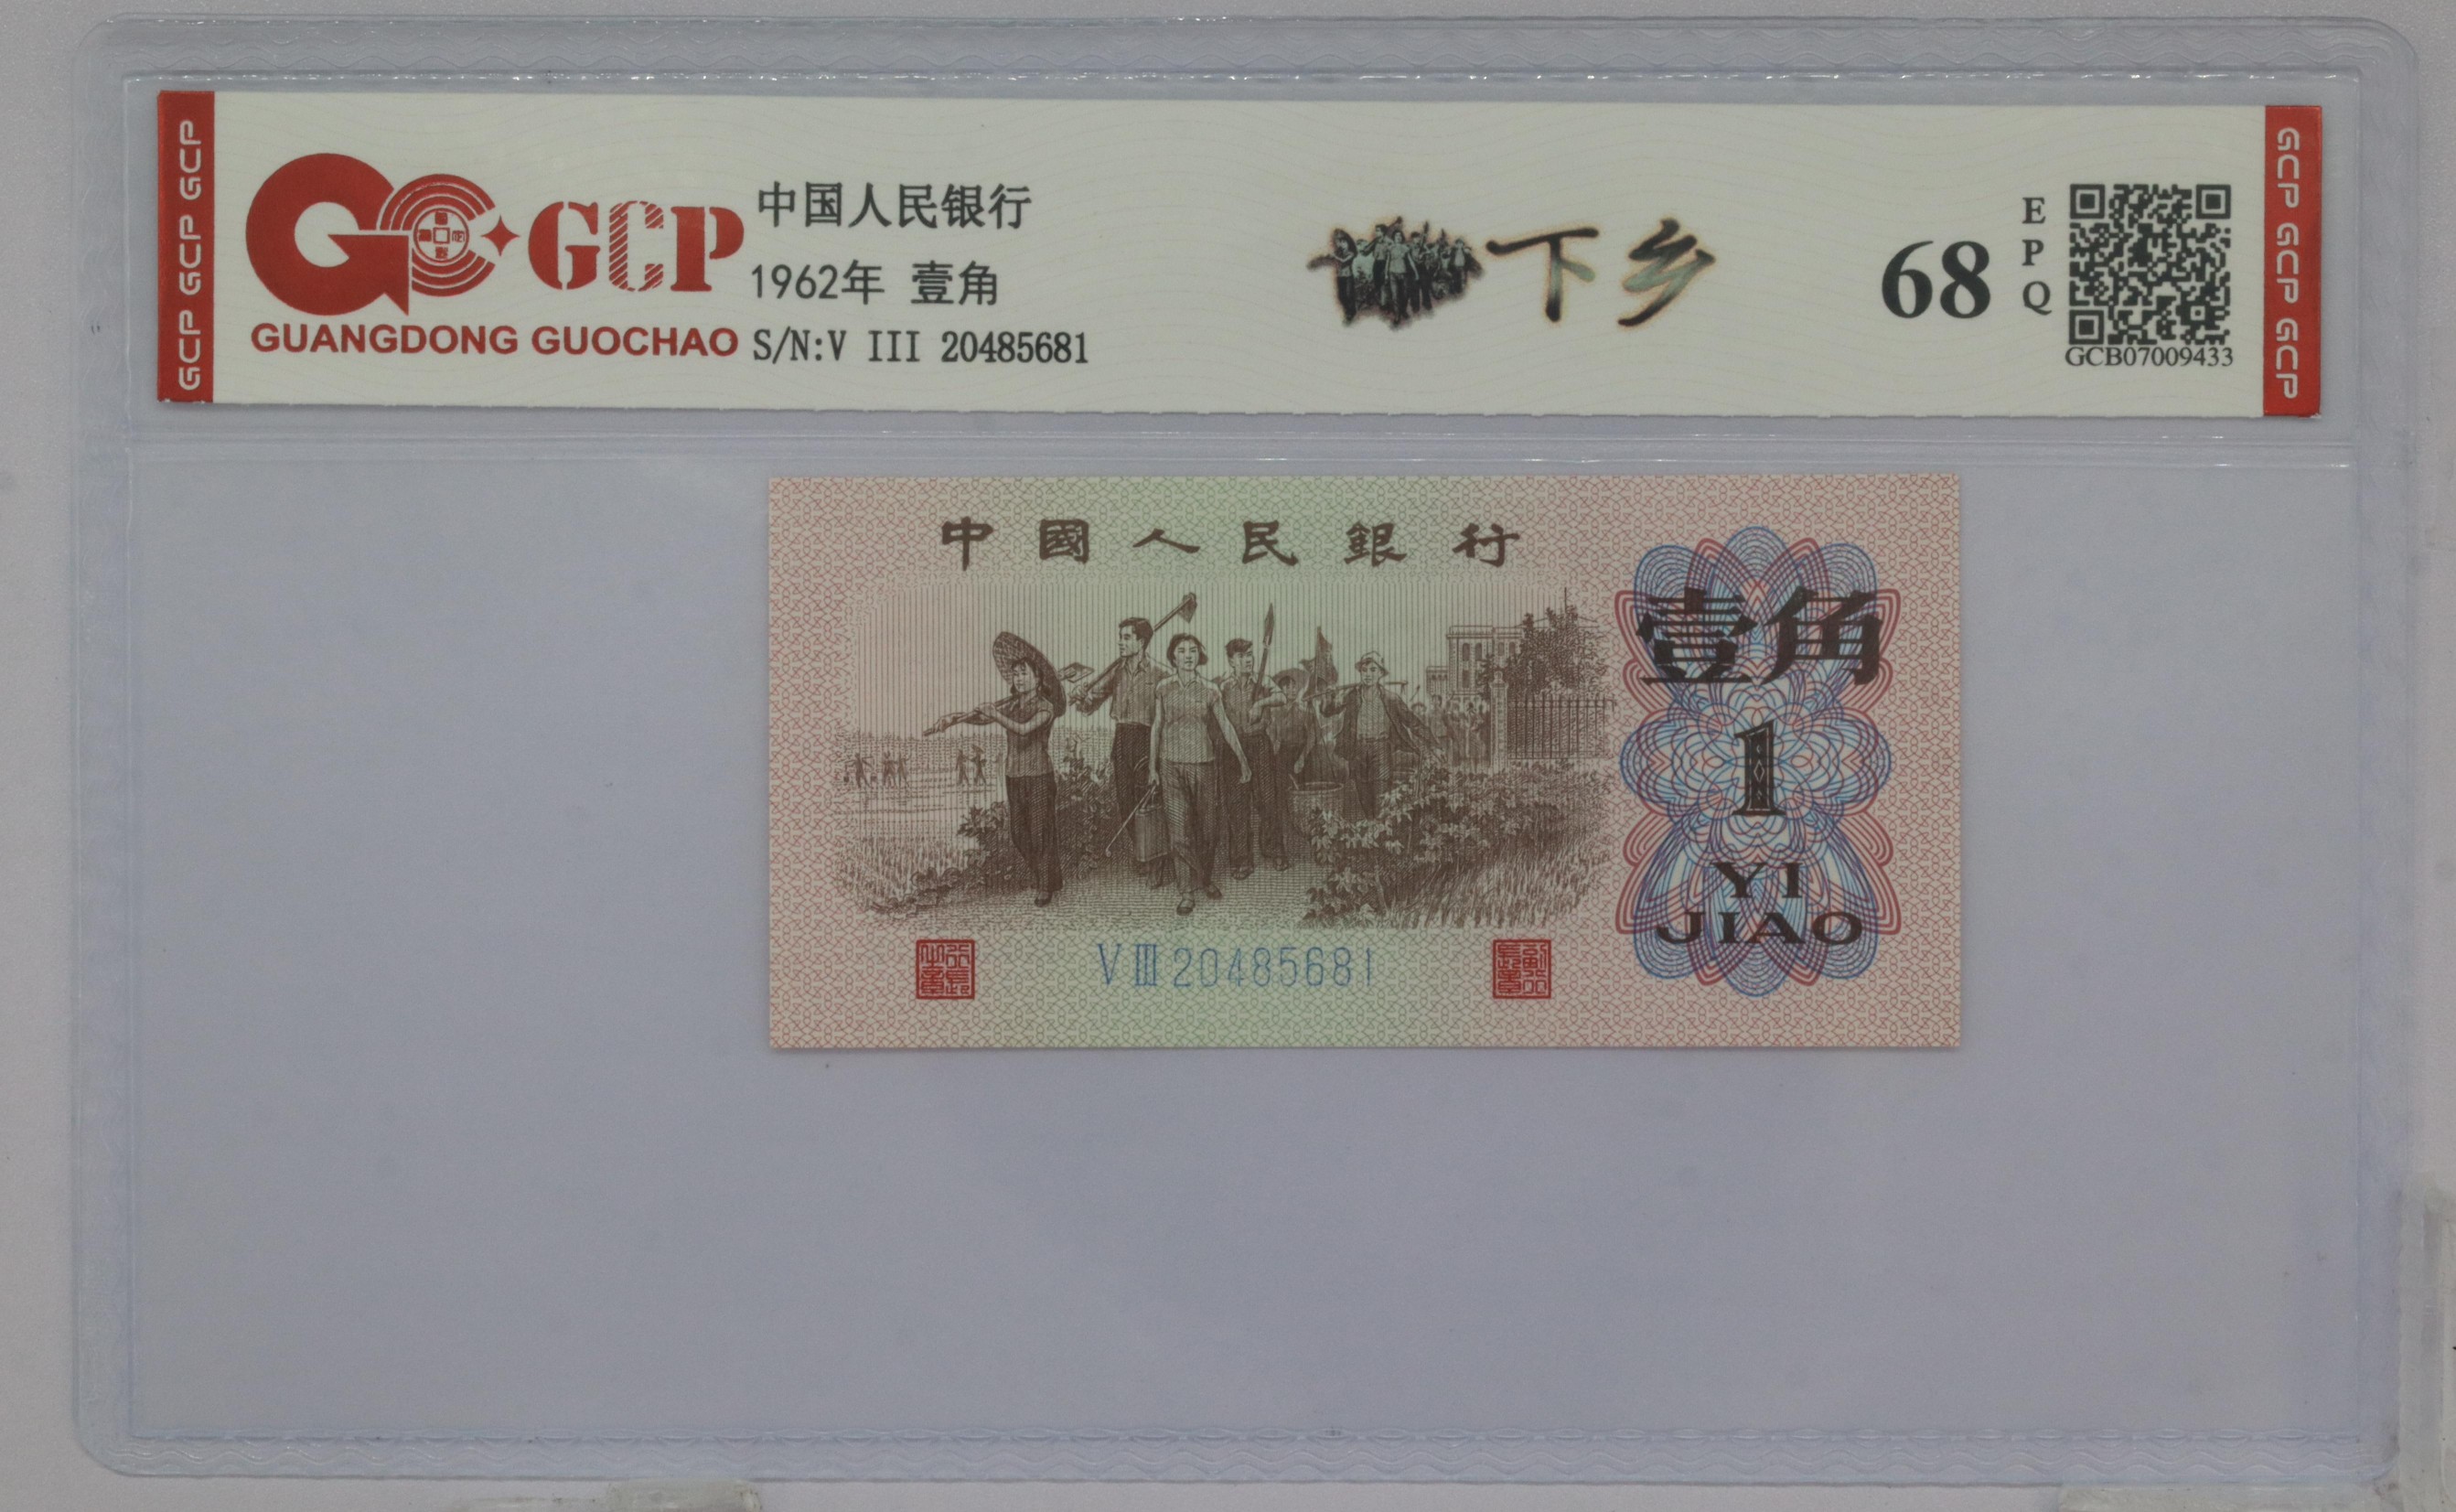 GCP GCP GCP
GCP
GUANGDONG GUOCHAO
中国人民银行
1962年 壹角
S/N:V III 20485681
下乡
68
EPQ
GCB07009433
GCP GCP GCP
中國人民銀行
壹角
1
YI
JIAO
V III 20485681